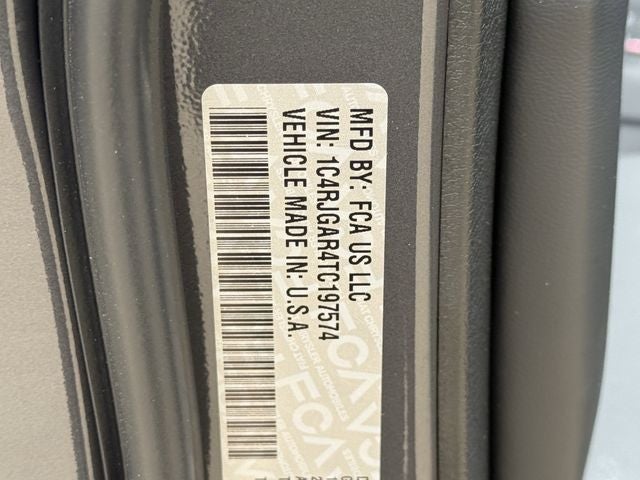 MFD BY: FCA US LLC
VIN: 1C4RJGAR4TC197574
VEHICLE MADE IN: U.S.A.